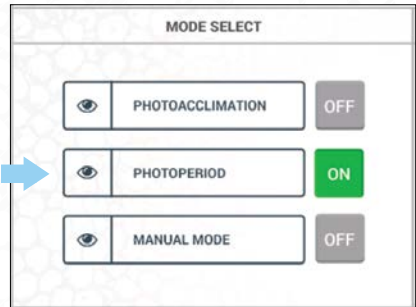 MODE SELECT
PHOTOACCLIMATION OFF
PHOTOPERIOD ON
MANUAL MODE OFF